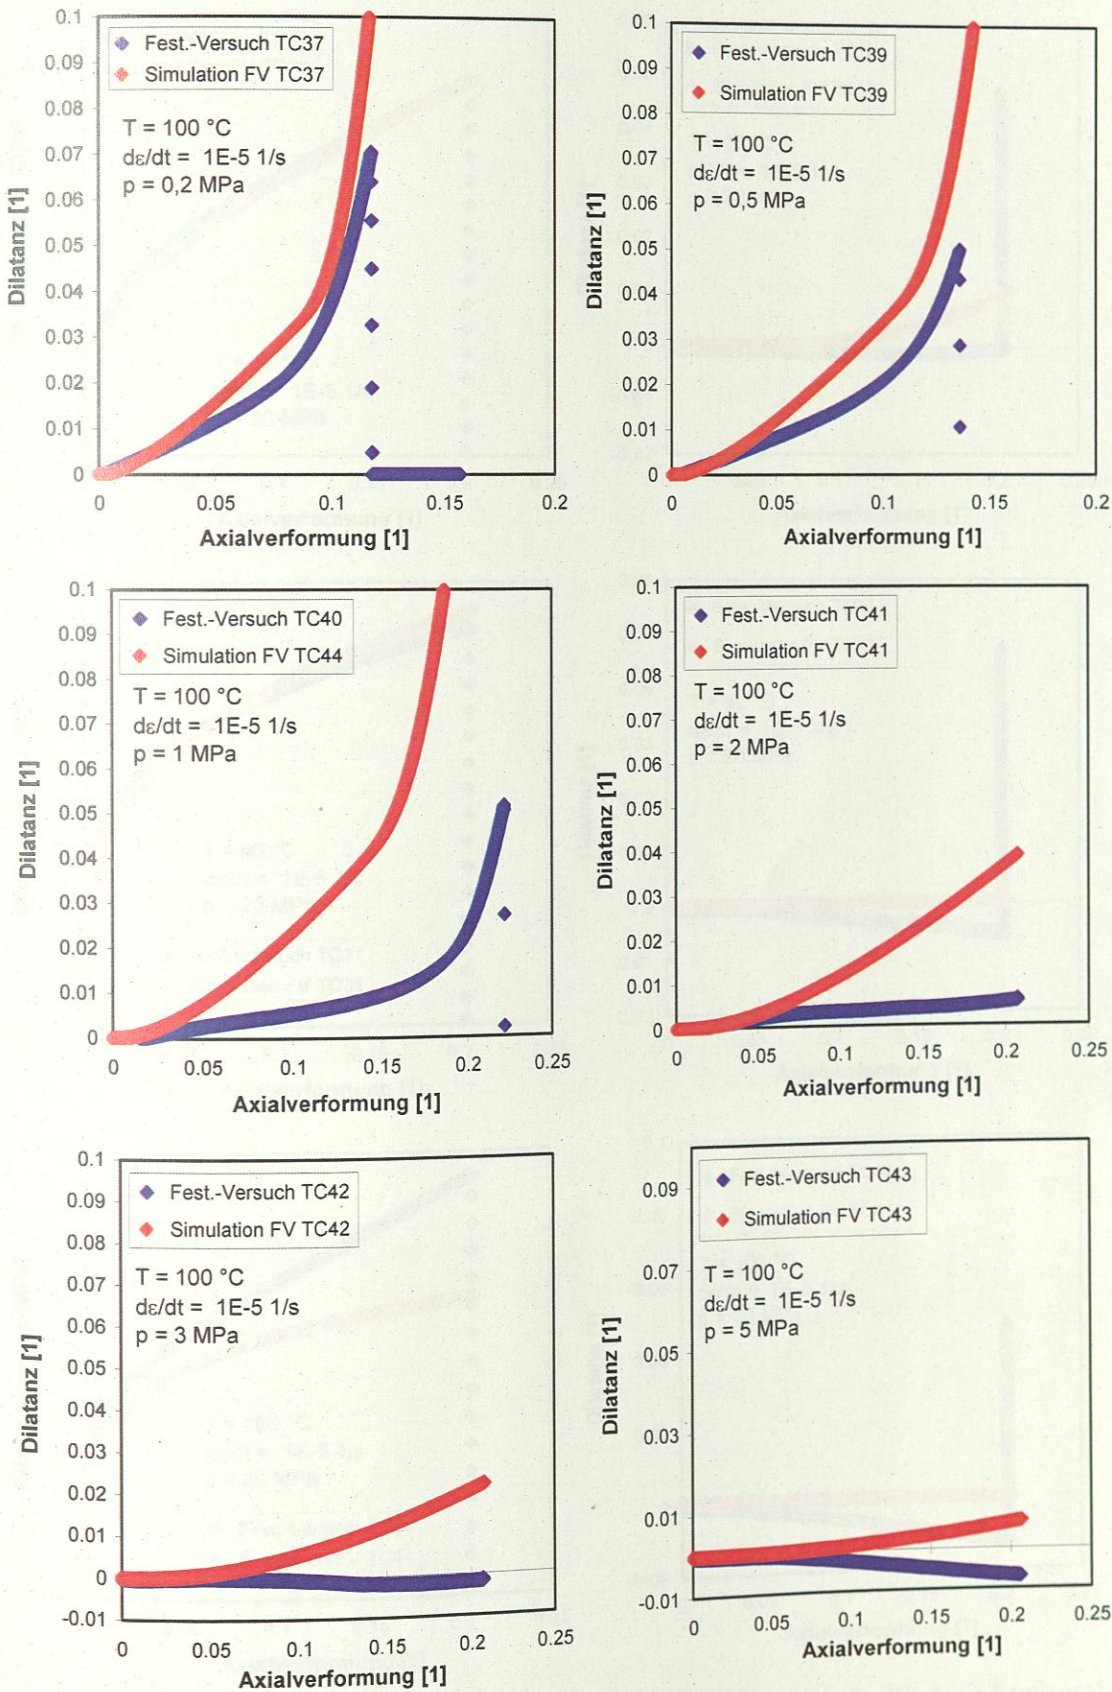 Fest.-Versuch TC37
Simulation FV TC37
T = 100 °C
dε/dt = 1E-5 1/s
p = 0,2 MPa
Dilatanz [1]
0.1
0.09
0.08
0.07
0.06
0.05
0.04
0.03
0.02
0.01
0
0 0.05 0.1 0.15 0.2
Axialverformung [1]
Fest.-Versuch TC39
Simulation FV TC39
T = 100 °C
dε/dt = 1E-5 1/s
p = 0,5 MPa
Dilatanz [1]
0.1
0.09
0.08
0.07
0.06
0.05
0.04
0.03
0.02
0.01
0
0 0.05 0.1 0.15 0.2
Axialverformung [1]
Fest.-Versuch TC40
Simulation FV TC44
T = 100 °C
dε/dt = 1E-5 1/s
p = 1 MPa
Dilatanz [1]
0.1
0.09
0.08
0.07
0.06
0.05
0.04
0.03
0.02
0.01
0
0 0.05 0.1 0.15 0.2 0.25
Axialverformung [1]
Fest.-Versuch TC41
Simulation FV TC41
T = 100 °C
dε/dt = 1E-5 1/s
p = 2 MPa
Dilatanz [1]
0.1
0.09
0.08
0.07
0.06
0.05
0.04
0.03
0.02
0.01
0
0 0.05 0.1 0.15 0.2 0.25
Axialverformung [1]
Fest.-Versuch TC42
Simulation FV TC42
T = 100 °C
dε/dt = 1E-5 1/s
p = 3 MPa
Dilatanz [1]
0.1
0.09
0.08
0.07
0.06
0.05
0.04
0.03
0.02
0.01
0
-0.01
0 0.05 0.1 0.15 0.2 0.25
Axialverformung [1]
Fest.-Versuch TC43
Simulation FV TC43
T = 100 °C
dε/dt = 1E-5 1/s
p = 5 MPa
Dilatanz [1]
0.09
0.07
0.05
0.03
0.01
-0.01
0 0.05 0.1 0.15 0.2 0.25
Axialverformung [1]